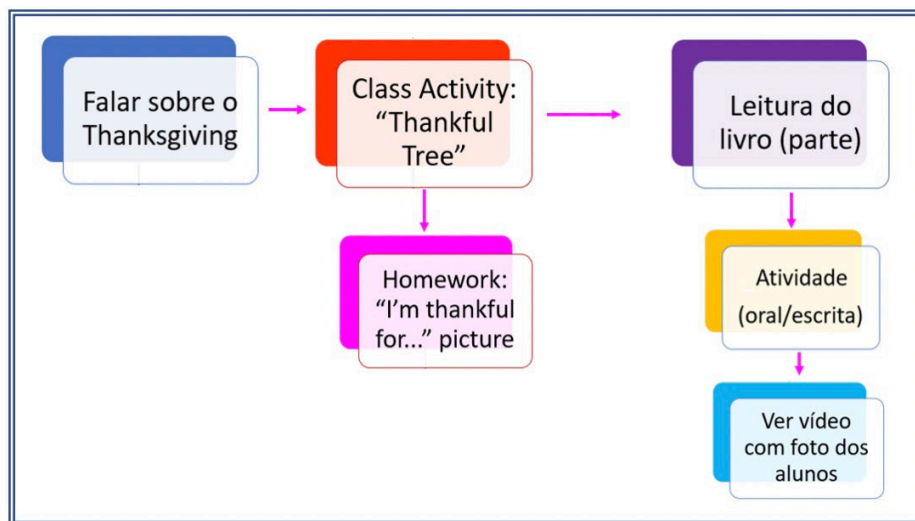 Falar sobre o
Thanksgiving
Class Activity:
“Thankful
Tree”
Leitura do
livro (parte)
Homework:
“I’m thankful
for...” picture
Atividade
(oral/escrita)
Ver vídeo
com foto dos
alunos